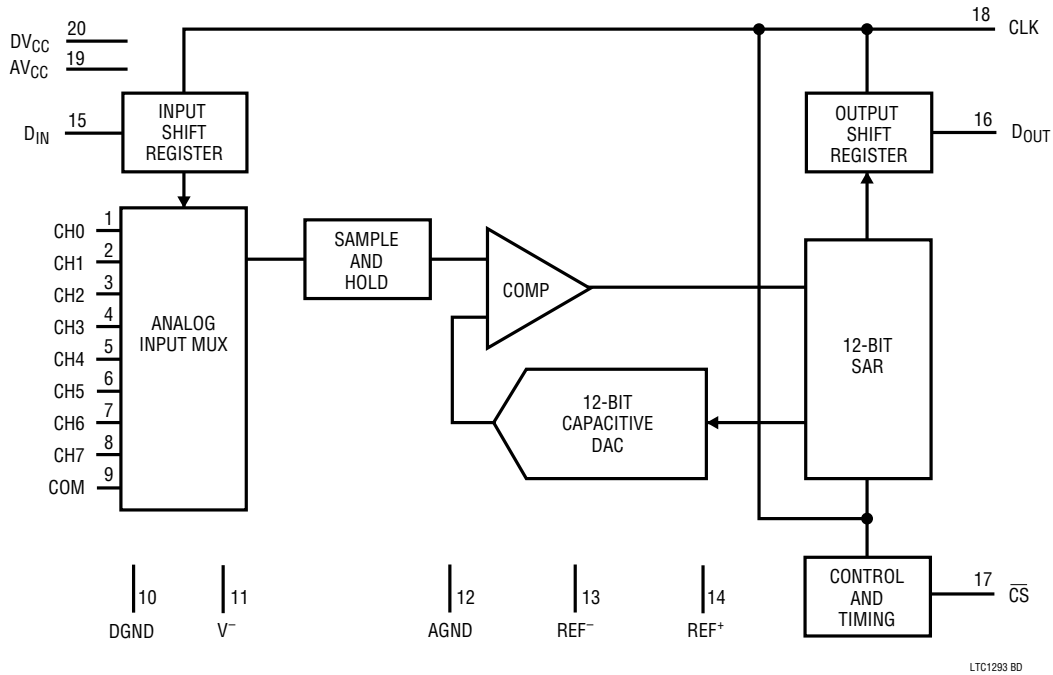 20
DVCC
19
AVCC
18
CLK
INPUT
SHIFT
REGISTER
15
DIN
OUTPUT
SHIFT
REGISTER
16
DOUT
1
CH0
2
CH1
3
CH2
4
CH3
5
CH4
6
CH5
7
CH6
8
CH7
9
COM
ANALOG
INPUT MUX
SAMPLE
AND
HOLD
COMP
12-BIT
CAPACITIVE
DAC
12-BIT
SAR
CONTROL
AND
TIMING
17
C̅S̅
10
DGND
11
V⁻
12
AGND
13
REF⁻
14
REF⁺
LTC1293 BD